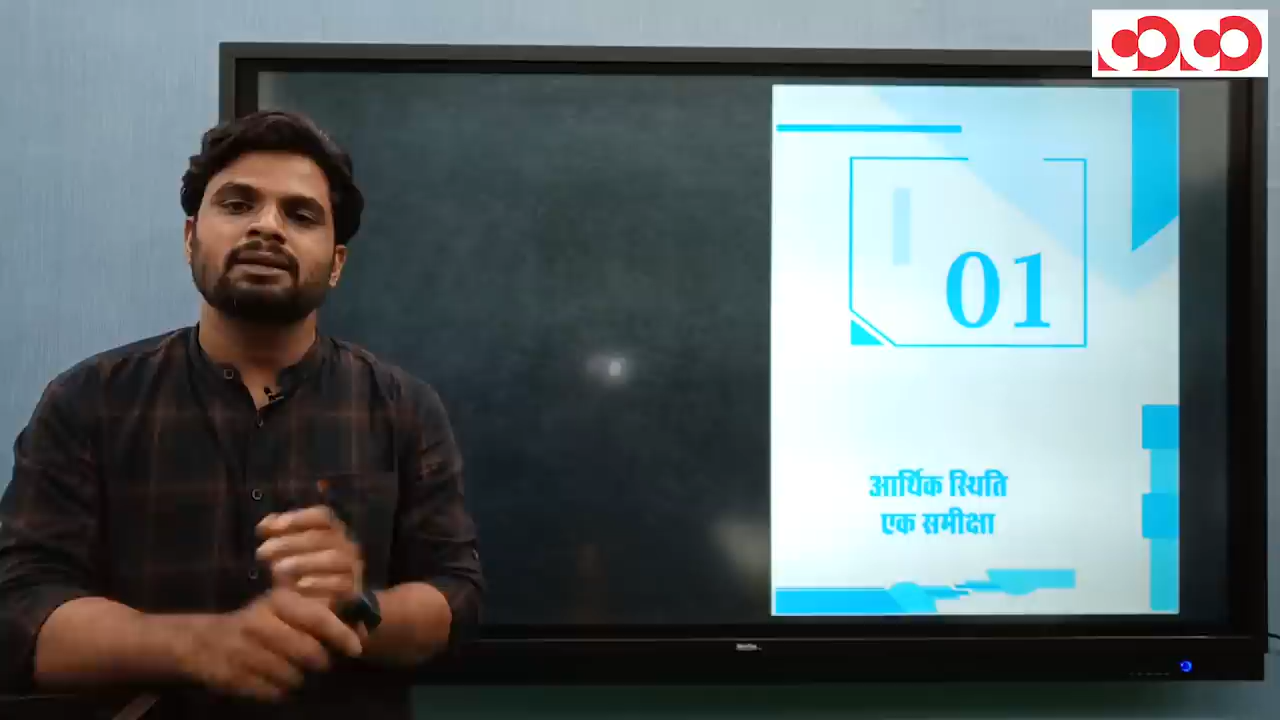 01
आर्थिक स्थिति
एक समीक्षा